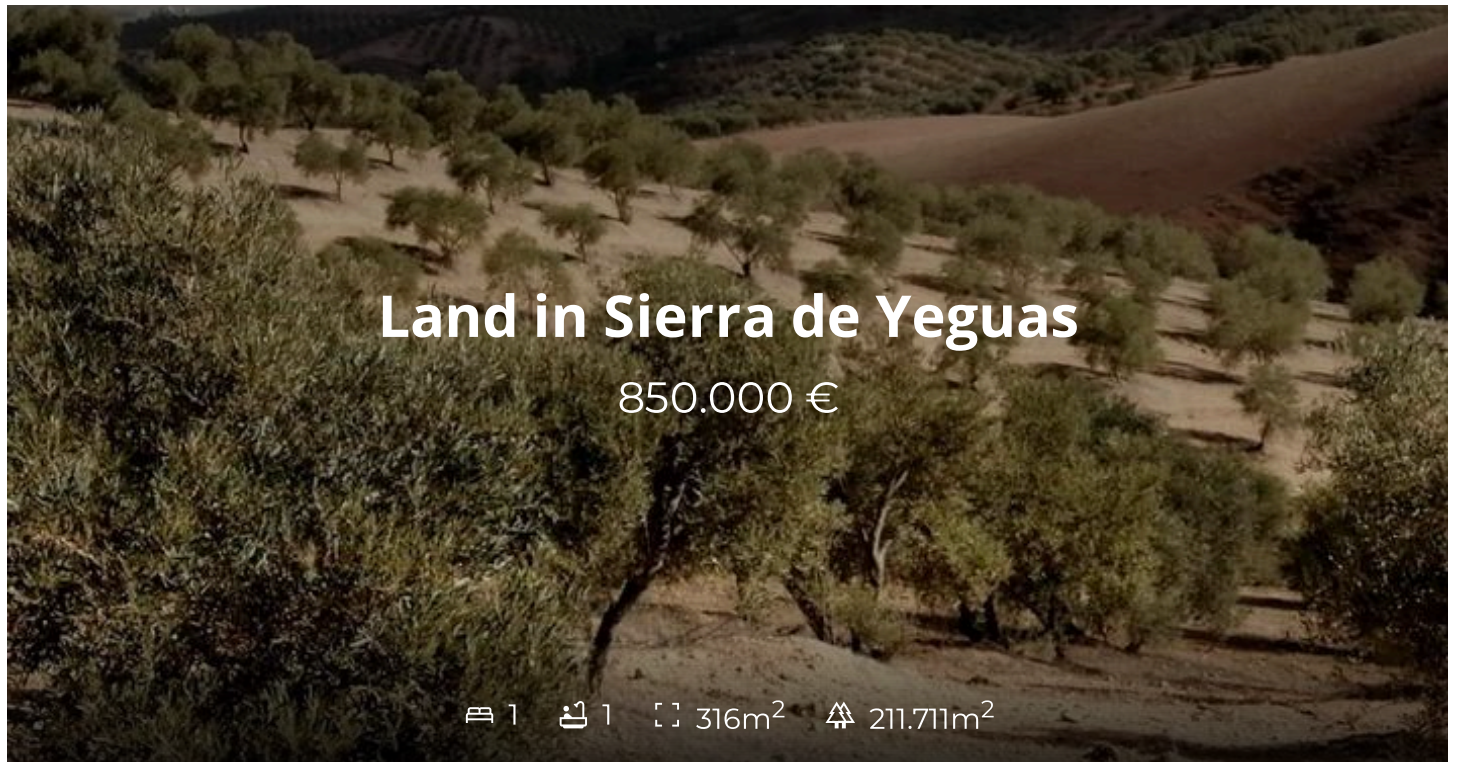 Land in Sierra de Yeguas
850.000 €
1 1 316m² 211.711m²